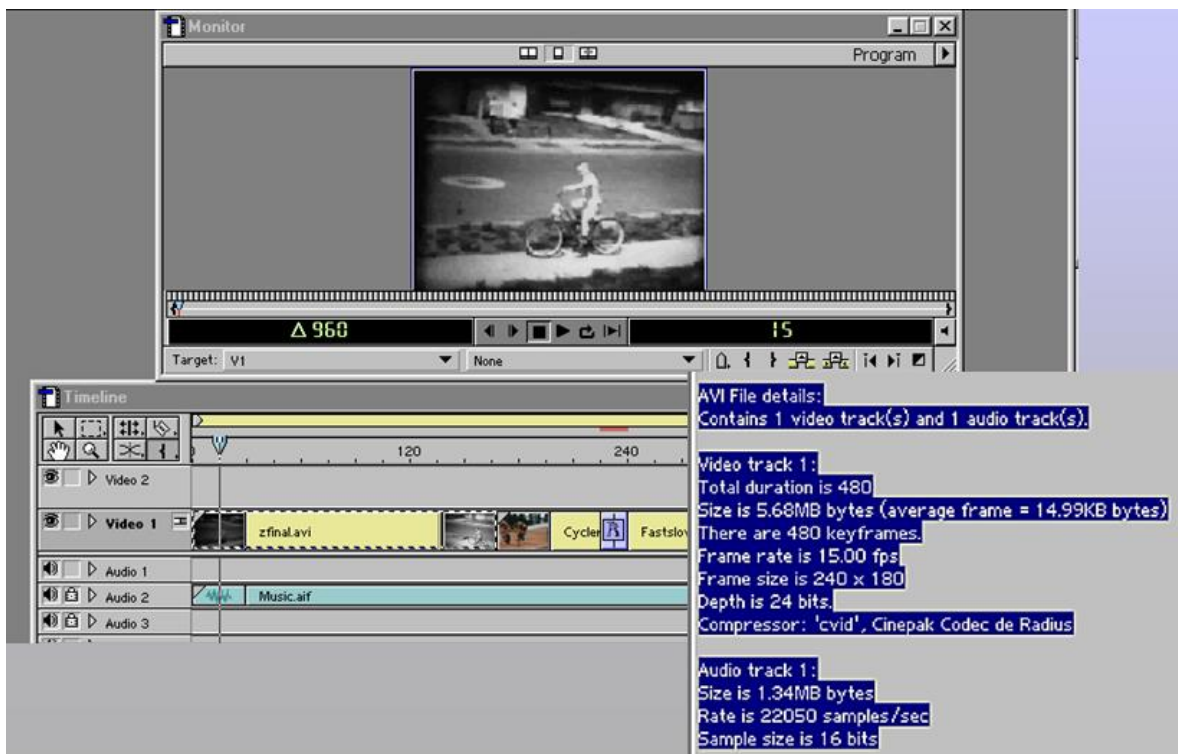 Monitor
Program
Δ 960
15
Target: V1
None
Timeline
120
240
Video 2
Video 1
zfinal.avi
Cycler
Fastslo
Audio 1
Audio 2
Music.aif
Audio 3
AVI File details:
Contains 1 video track(s) and 1 audio track(s).
Video track 1:
Total duration is 480
Size is 5.68MB bytes (average frame = 14.99KB bytes)
There are 480 keyframes.
Frame rate is 15.00 fps
Frame size is 240 x 180
Depth is 24 bits.
Compressor: 'cvid', Cinepak Codec de Radius
Audio track 1:
Size is 1.34MB bytes
Rate is 22050 samples/sec
Sample size is 16 bits